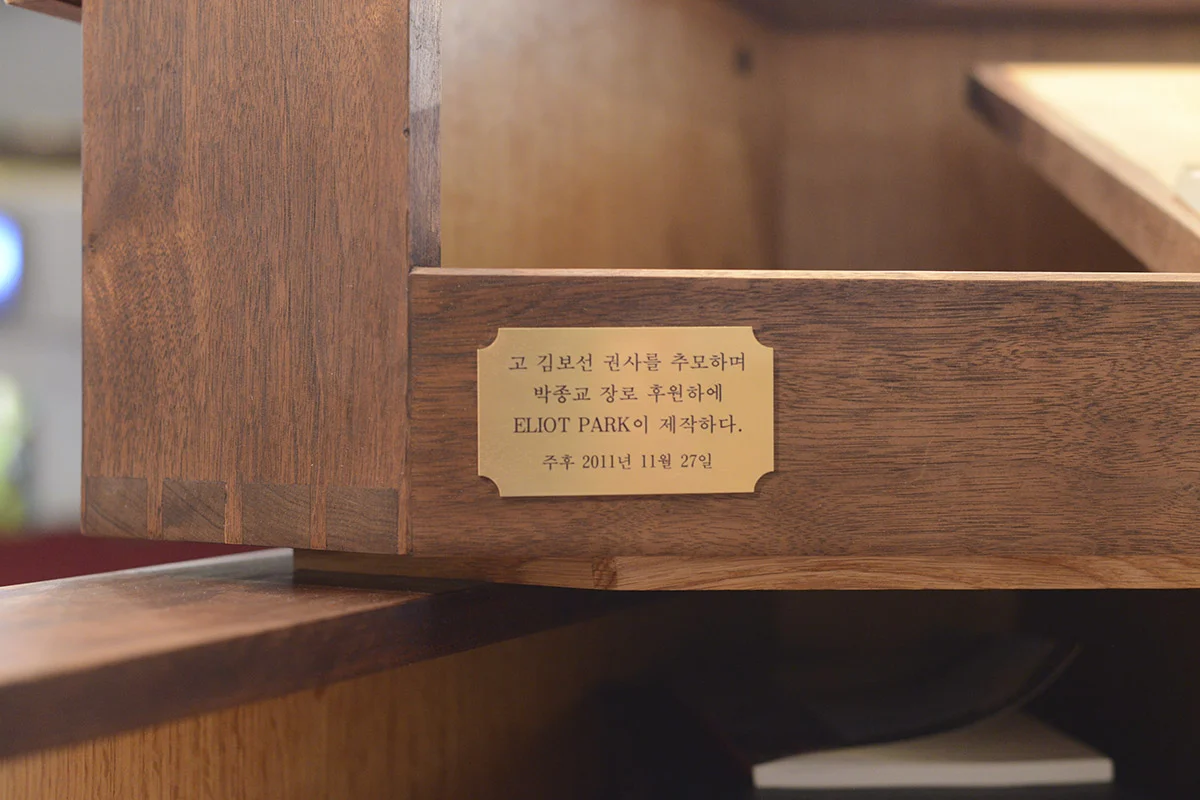 고 김보선 권사를 추모하며
박종교 장로 후원하에
ELIOT PARK이 제작하다.
주후 2011년 11월 27일